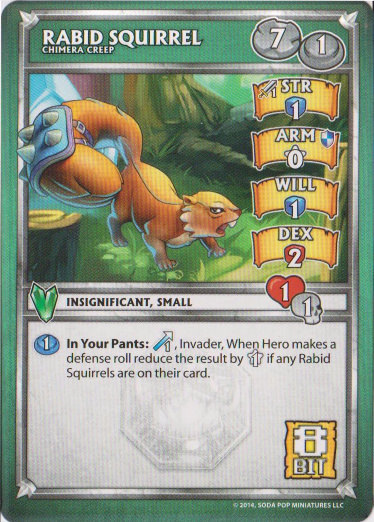 RABID SQUIRREL
CHIMERA CREEP
7 1
STR
1
ARM
0
WILL
1
DEX
2
1
1
INSIGNIFICANT, SMALL
1 In Your Pants: , Invader, When Hero makes a
defense roll reduce the result by 1 if any Rabid
Squirrels are on their card.
8
BIT
© 2014, SODA POP MINIATURES LLC